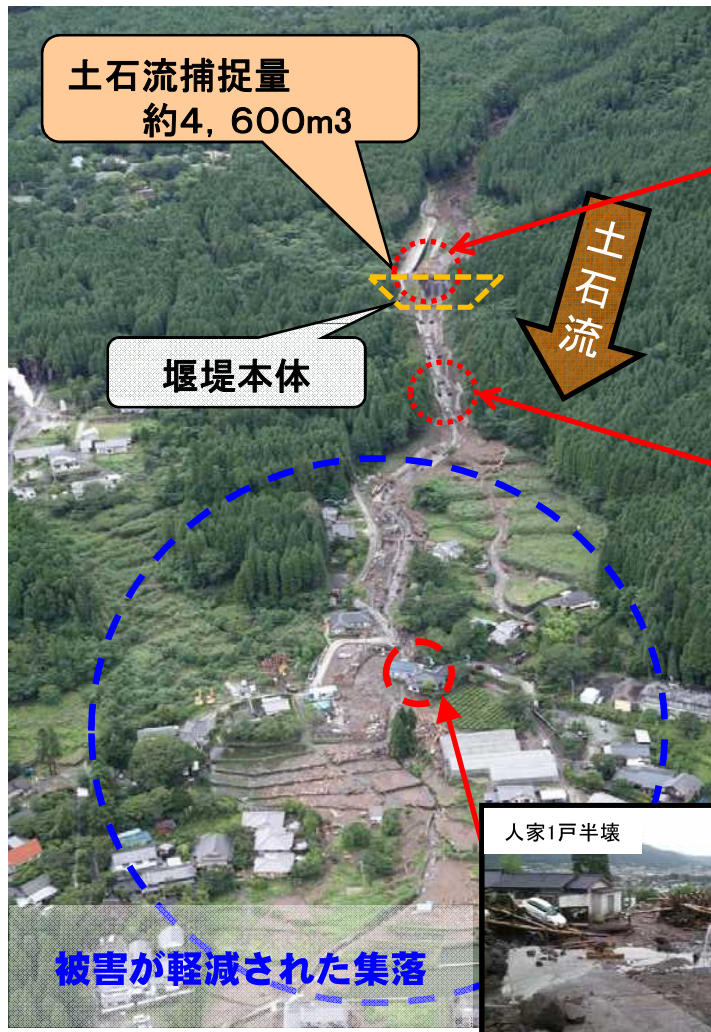 土石流捕捉量
約4，600m3
土石流
堰堤本体
人家1戸半壊
被害が軽減された集落